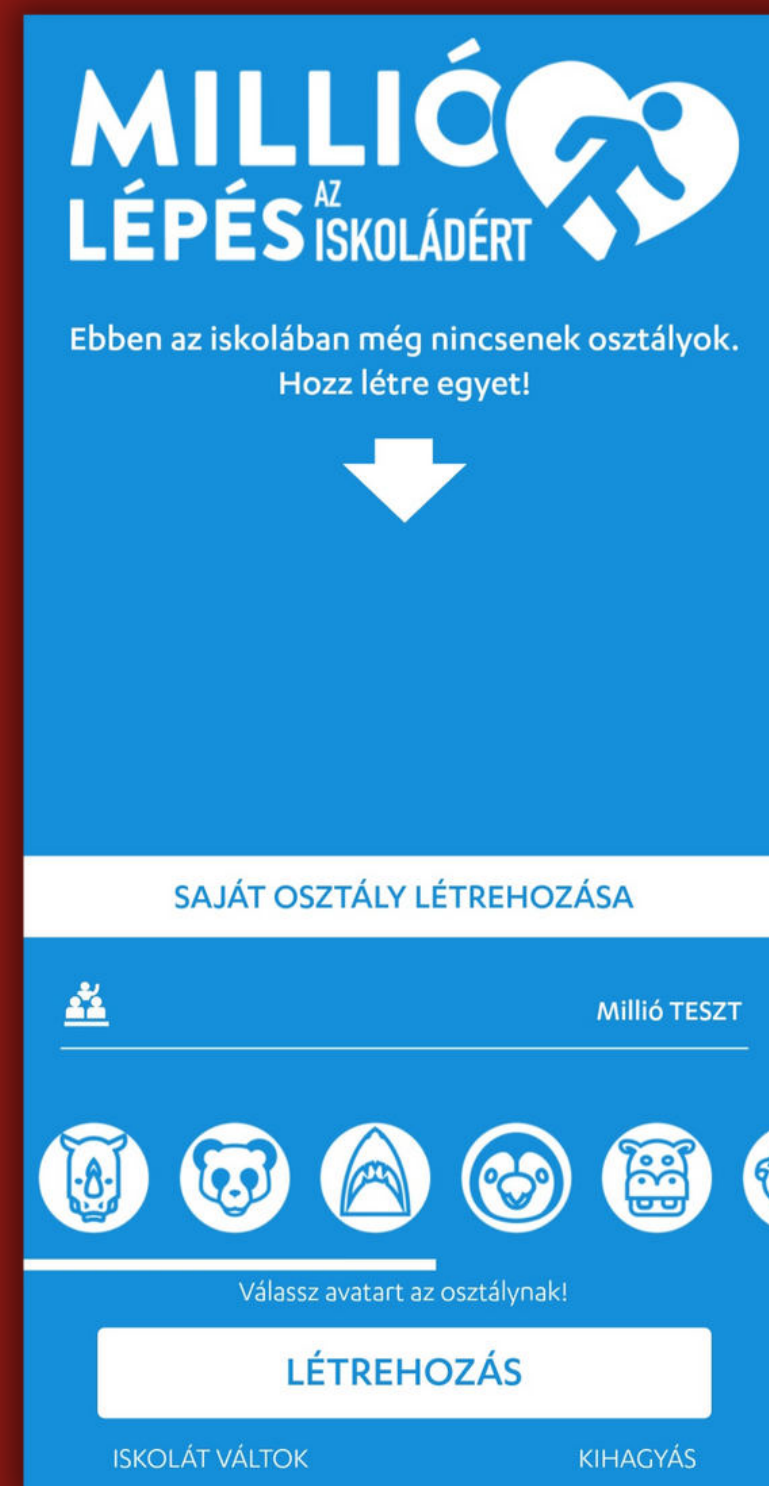 MILLIÓ
LÉPÉS AZ ISKOLÁDÉRT
Ebben az iskolában még nincsenek osztályok.
Hozz létre egyet!
SAJÁT OSZTÁLY LÉTREHOZÁSA
Millió TESZT
Válassz avatart az osztálynak!
LÉTREHOZÁS
ISKOLÁT VÁLTOK KIHAGYÁS